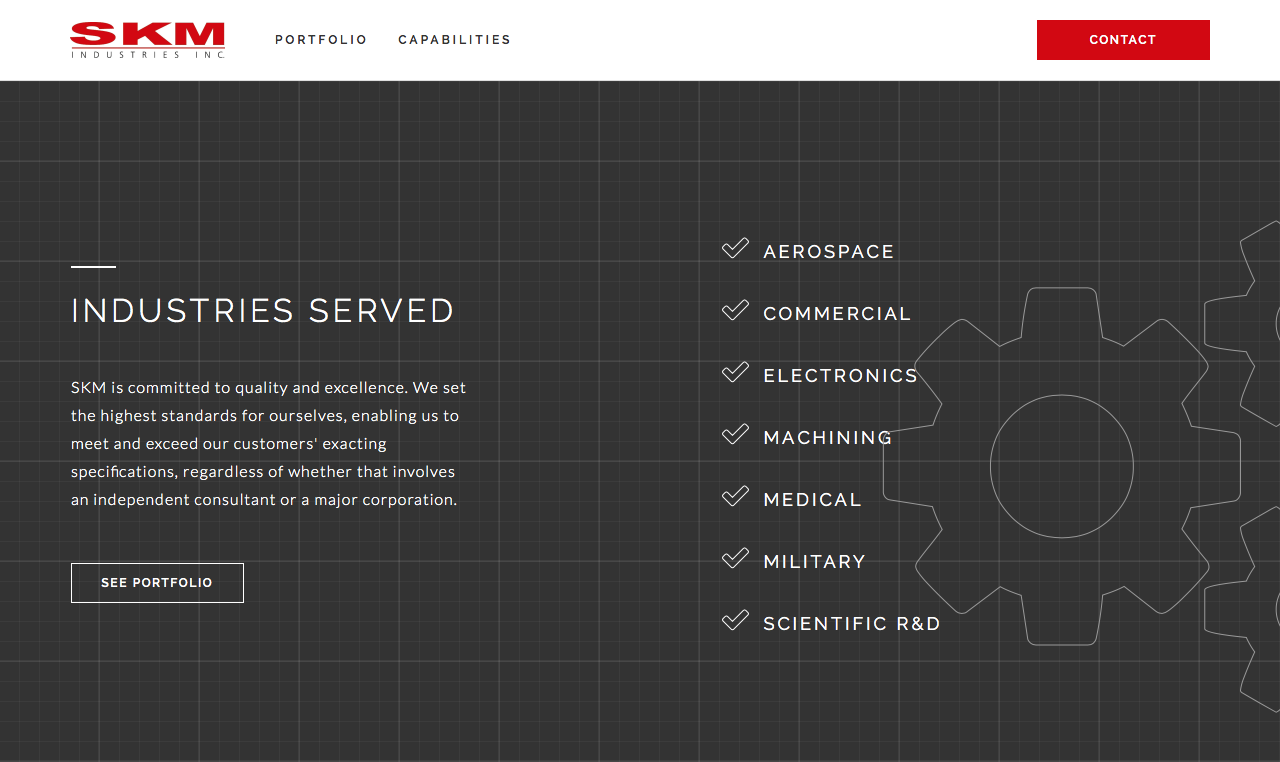 SKM
INDUSTRIES INC.
PORTFOLIO
CAPABILITIES
CONTACT
INDUSTRIES SERVED
SKM is committed to quality and excellence. We set
the highest standards for ourselves, enabling us to
meet and exceed our customers' exacting
specifications, regardless of whether that involves
an independent consultant or a major corporation.
SEE PORTFOLIO
AEROSPACE
COMMERCIAL
ELECTRONICS
MACHINING
MEDICAL
MILITARY
SCIENTIFIC R&D